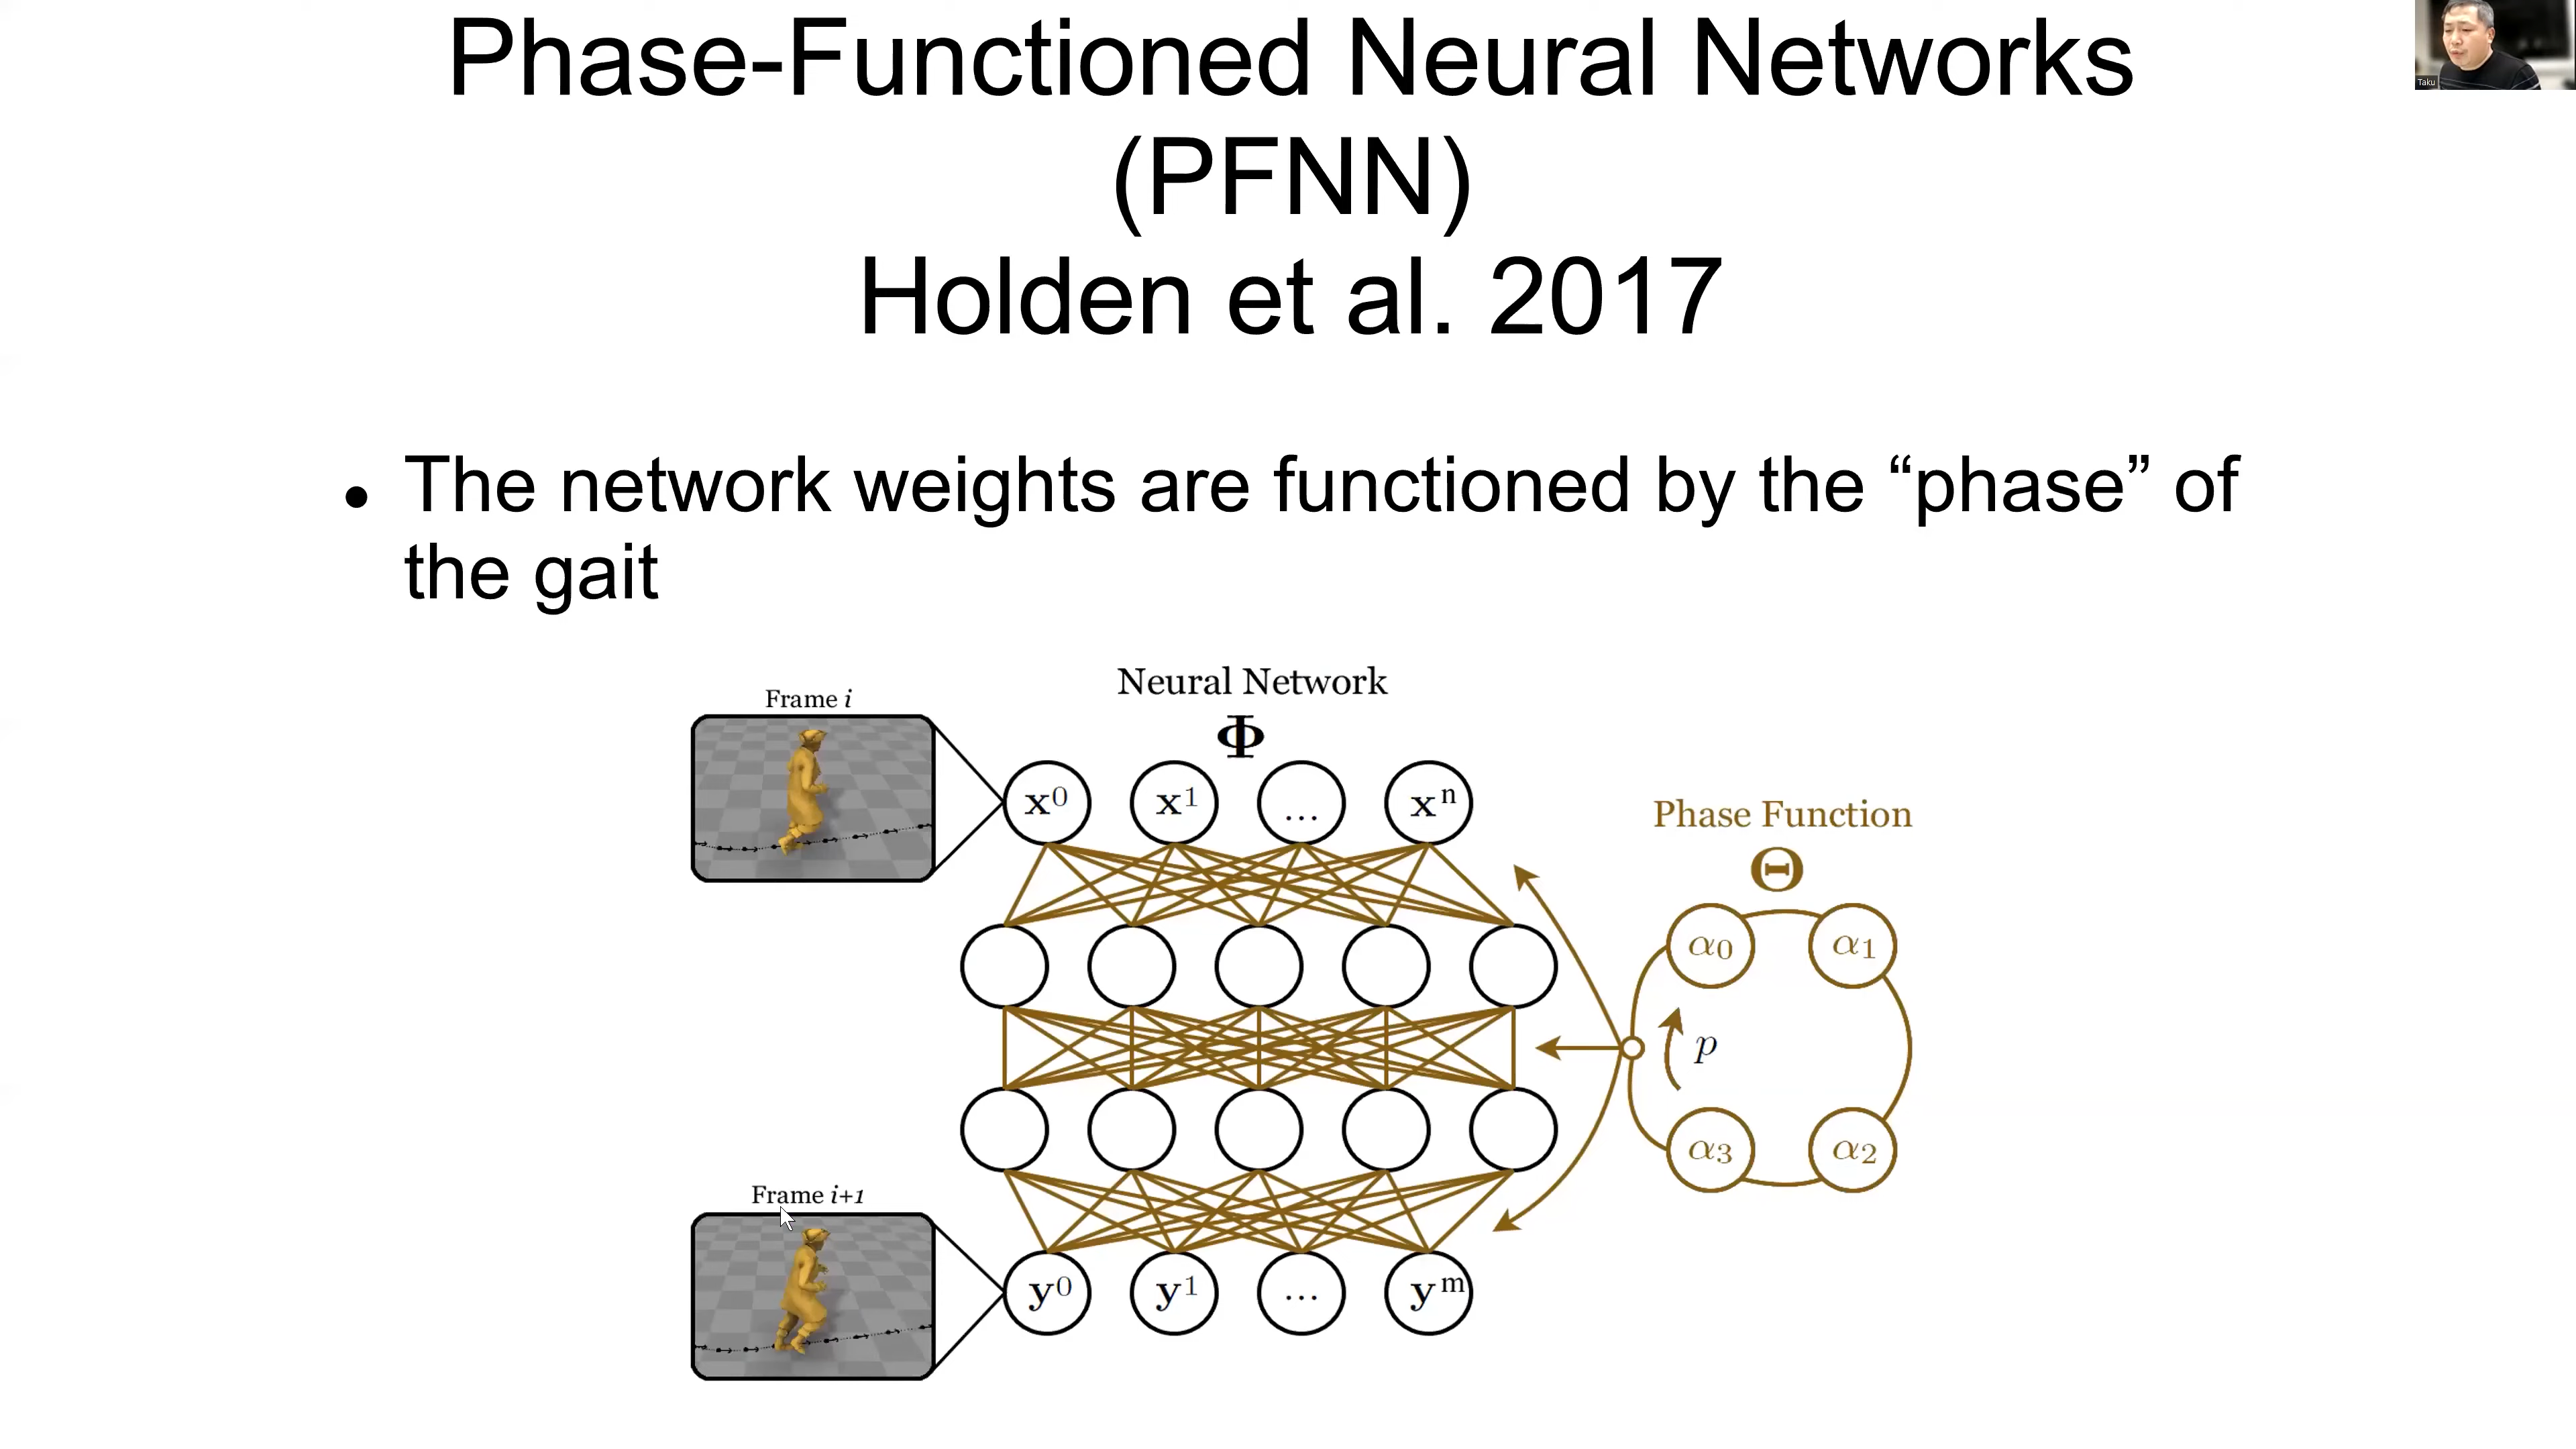 Phase-Functioned Neural Networks
(PFNN)
Holden et al. 2017
Taku
• The network weights are functioned by the “phase” of
the gait
Neural Network
Φ
Frame i
x⁰ x¹ ... xⁿ
Phase Function
Θ
α₀ α₁
p
α₃ α₂
Frame i+1
y⁰ y¹ ... yᵐ